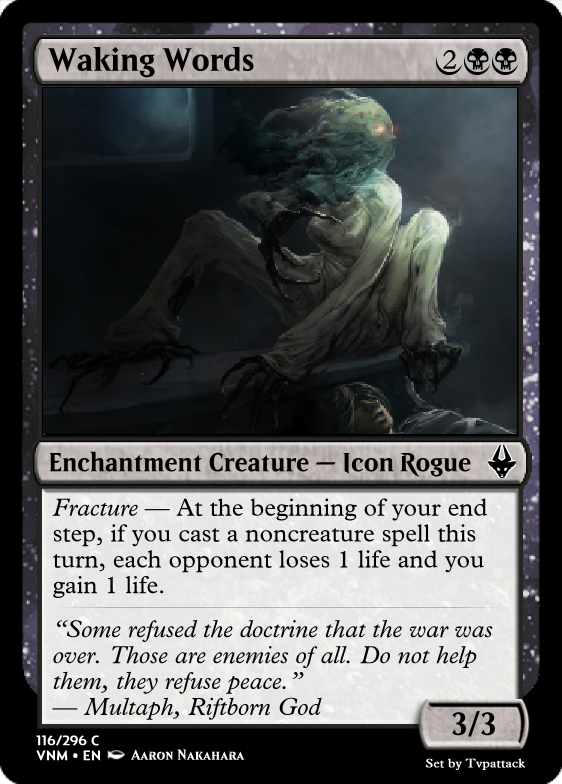 Waking Words 2
Enchantment Creature — Icon Rogue
Fracture — At the beginning of your end
step, if you cast a noncreature spell this
turn, each opponent loses 1 life and you
gain 1 life.
“Some refused the doctrine that the war was
over. Those are enemies of all. Do not help
them, they refuse peace.”
— Multaph, Riftborn God
3/3
116/296 C
VNM • EN Aaron Nakahara
Set by Tvpattack